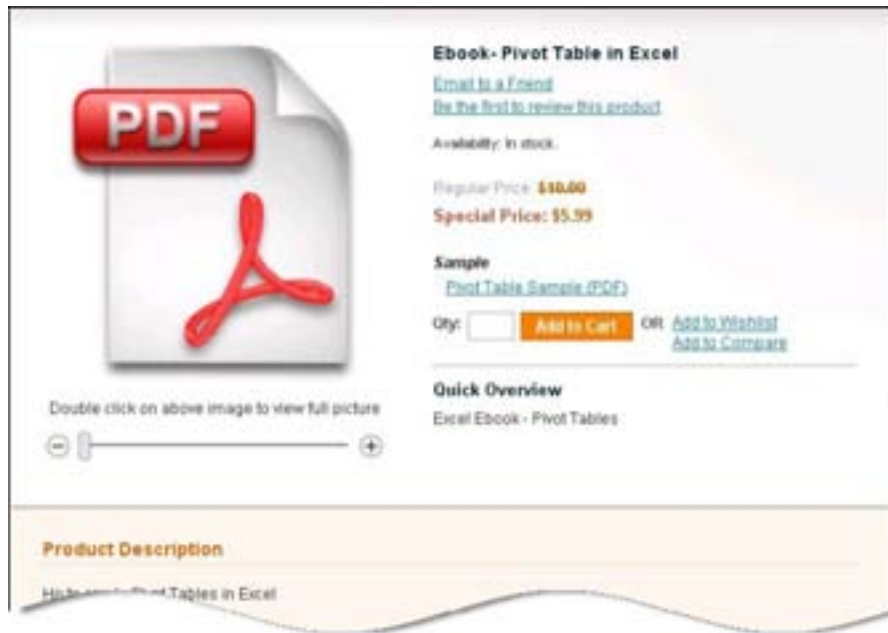 PDF
Ebook- Pivot Table in Excel
Email to a Friend
Be the first to review this product
Availability: In stock.
Regular Price: $10.00
Special Price: $5.99
Sample
Pivot Table Sample (PDF)
Qty:
Add to Cart
OR
Add to Wishlist
Add to Compare
Quick Overview
Excel Ebook - Pivot Tables
Double click on above image to view full picture
Product Description
Tables in Excel